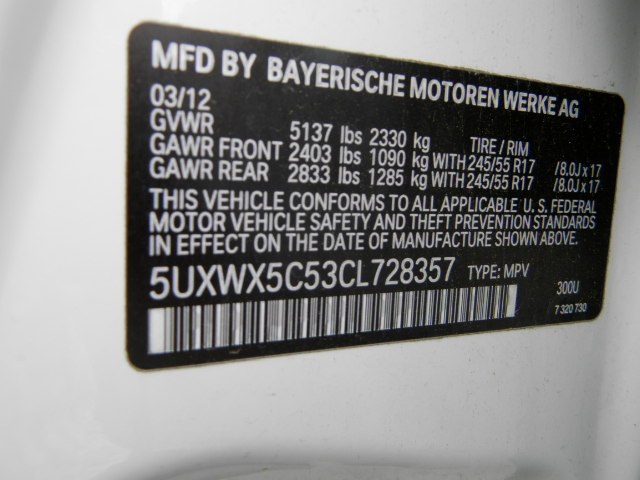 MFD BY BAYERISCHE MOTOREN WERKE AG
03/12
GVWR 5137 lbs 2330 kg TIRE / RIM
GAWR FRONT 2403 lbs 1090 kg WITH 245/55 R17 /8.0J x 17
GAWR REAR 2833 lbs 1285 kg WITH 245/55 R17 /8.0J x 17
THIS VEHICLE CONFORMS TO ALL APPLICABLE U. S. FEDERAL
MOTOR VEHICLE SAFETY AND THEFT PREVENTION STANDARDS
IN EFFECT ON THE DATE OF MANUFACTURE SHOWN ABOVE.
5UXWX5C53CL728357 TYPE: MPV
300U
7 320 730